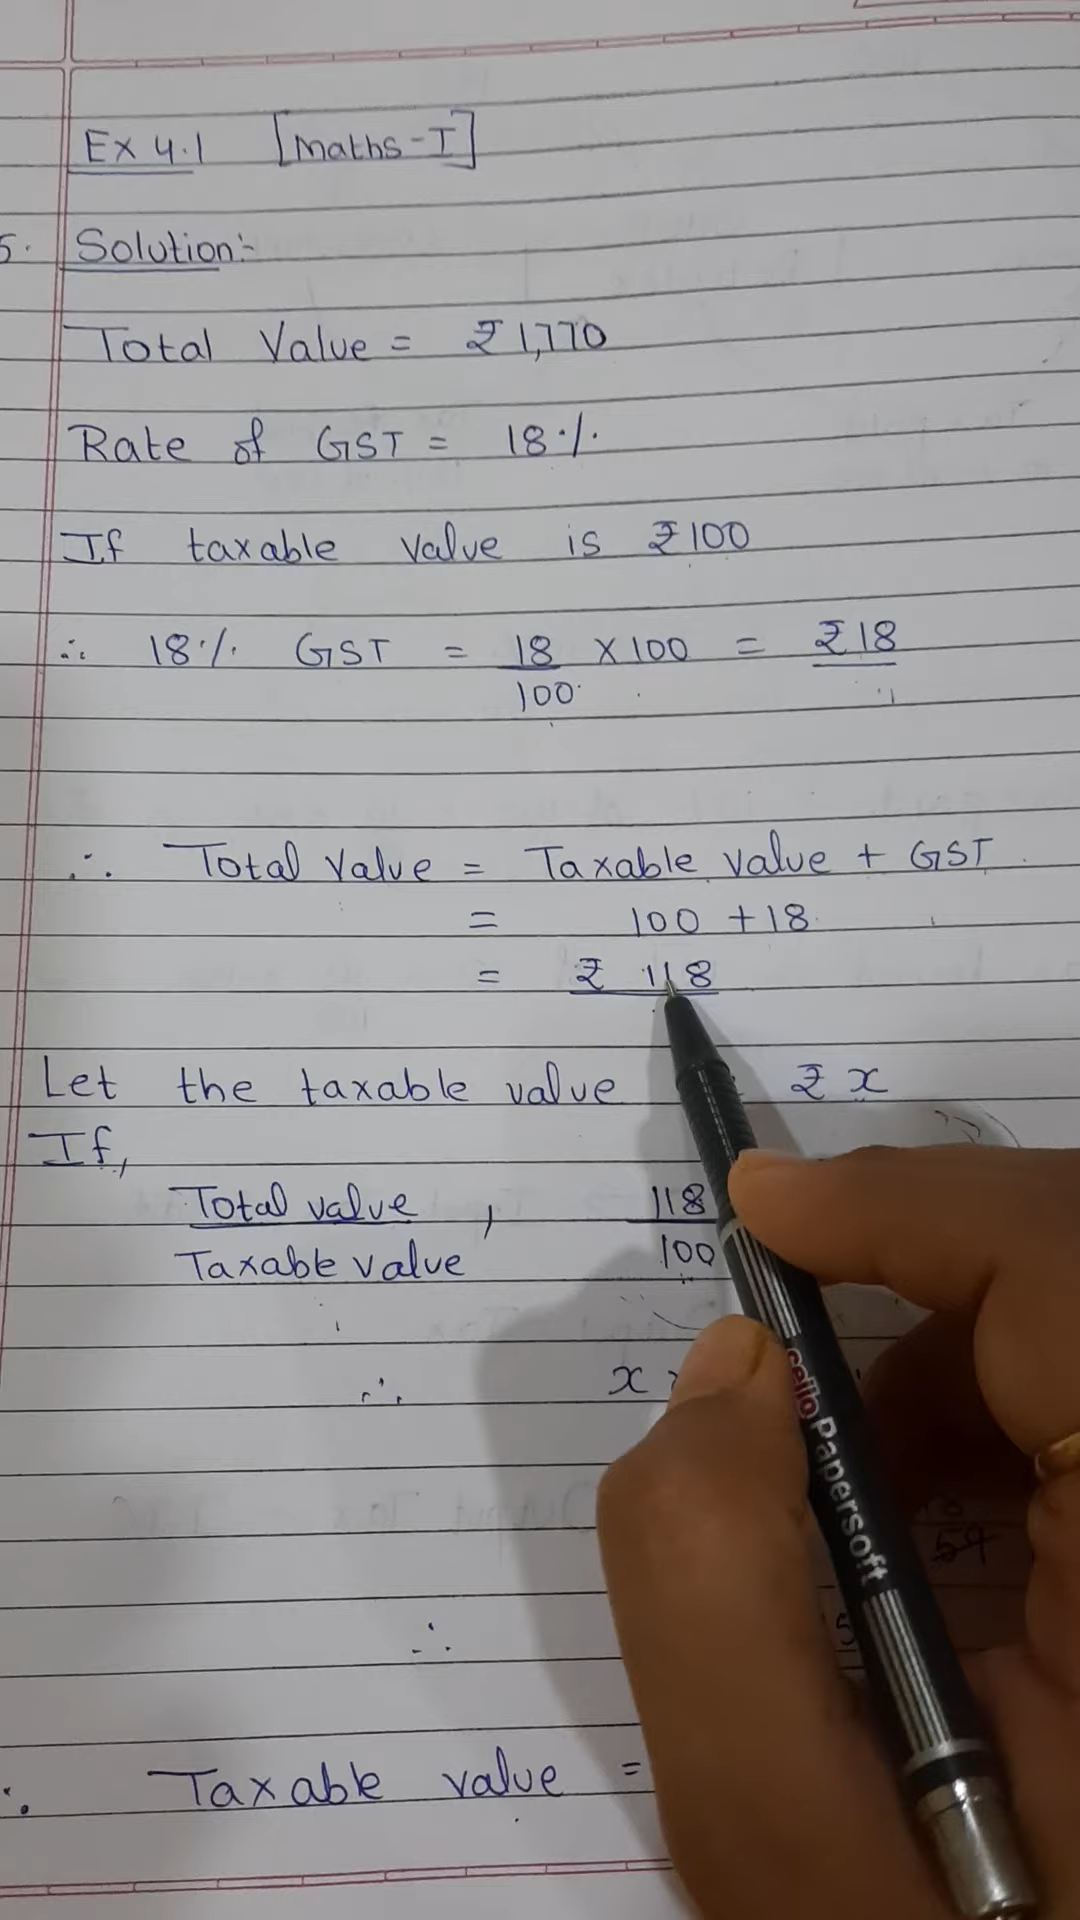 Ex 4.1 [Maths-I]
5. Solution:-
Total Value = ₹1,770
Rate of GST = 18%
If taxable value is ₹100
∴ 18% GST = 18/100 × 100 = ₹18
∴ Total Value = Taxable value + GST
= 100 + 18
= ₹ 118
Let the taxable value ₹ x
If,
Total value / Taxable value , 118/100
∴ x
59
∴ 5
∴ Taxable value =
cello Papersoft